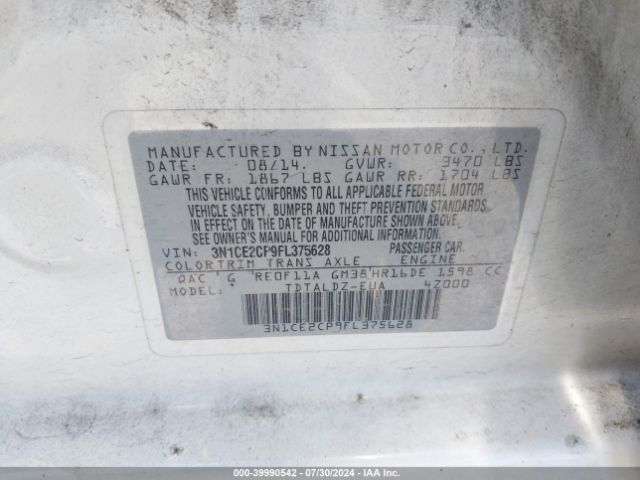 MANUFACTURED BY NISSAN MOTOR CO., LTD.
DATE: 08/14. GVWR: 3470 LBS
GAWR FR: 1867 LBS GAWR RR: 1704 LBS
THIS VEHICLE CONFORMS TO ALL APPLICABLE FEDERAL MOTOR
VEHICLE SAFETY, BUMPER AND THEFT PREVENTION STANDARDS
IN EFFECT ON THE DATE OF MANUFACTURE SHOWN ABOVE.
SEE OWNER'S MANUAL FOR ADDITIONAL INFORMATION.
VIN: 3N1CE2CP9FL375628 PASSENGER CAR.
COLOR TRIM TRANS AXLE ENGINE
QAC G RE0F11A GM38 HR16DE 1598 CC
MODEL: TDTALDZ-EUA 4Z000
3N1CE2CP9FL375628
000-39990542 / 07/30/2024 - IAA Inc.